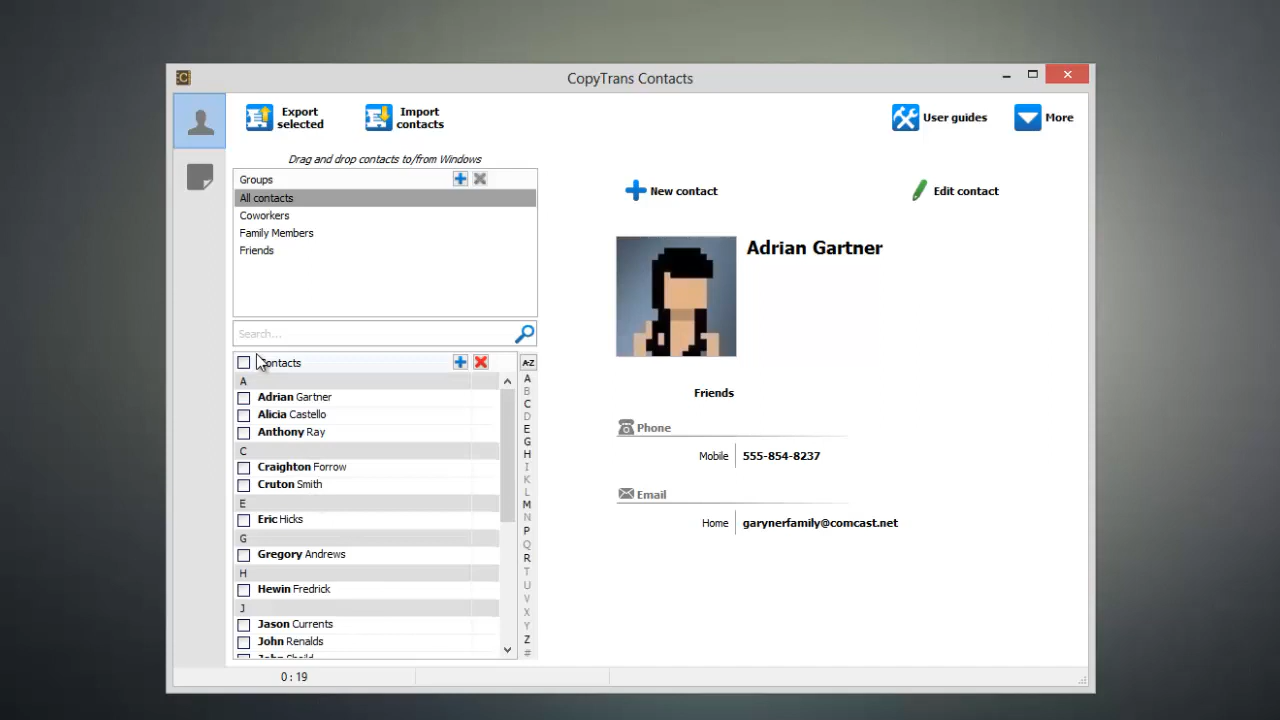 CopyTrans Contacts
Export selected
Import contacts
User guides
More
Drag and drop contacts to/from Windows
Groups
All contacts
Coworkers
Family Members
Friends
Search...
Contacts
A-Z
A
Adrian Gartner
Alicia Castello
Anthony Ray
C
Craighton Forrow
Cruton Smith
E
Eric Hicks
G
Gregory Andrews
H
Hewin Fredrick
J
Jason Currents
John Renalds
John Sheild
A
B
C
D
E
G
H
I
K
L
M
N
P
Q
R
T
U
V
X
Y
Z
#
0 : 19
New contact
Edit contact
Adrian Gartner
Friends
Phone
Mobile 555-854-8237
Email
Home garynerfamily@comcast.net